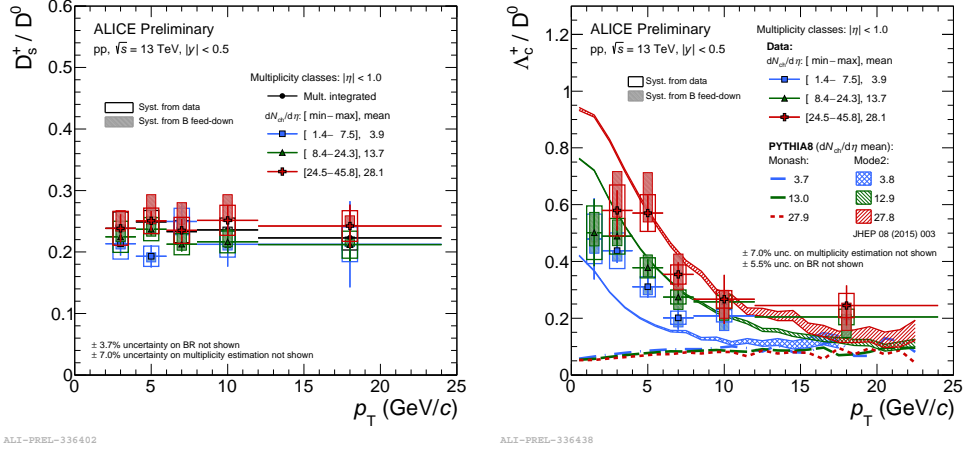 D_s^+ / D^0
0.6
0.5
0.4
0.3
0.2
0.1
0
ALICE Preliminary
pp, √s = 13 TeV, |y| < 0.5
Multiplicity classes: |η| < 1.0
Syst. from data
Syst. from B feed-down
Mult. integrated
dN_ch/dη: [ min−max], mean
[ 1.4− 7.5], 3.9
[ 8.4−24.3], 13.7
[24.5−45.8], 28.1
± 3.7% uncertainty on BR not shown
± 7.0% uncertainty on multiplicity estimation not shown
0 5 10 15 20 25
p_T (GeV/c)
ALI-PREL-336402
Λ_c^+ / D^0
1.2
1
0.8
0.6
0.4
0.2
0
ALICE Preliminary
pp, √s = 13 TeV, |y| < 0.5
Syst. from data
Syst. from B feed-down
Multiplicity classes: |η| < 1.0
Data:
dN_ch/dη: [ min−max], mean
[ 1.4− 7.5], 3.9
[ 8.4−24.3], 13.7
[24.5−45.8], 28.1
PYTHIA8 (dN_ch/dη mean):
Monash: Mode2:
3.7 3.8
13.0 12.9
27.9 27.8
JHEP 08 (2015) 003
± 7.0% unc. on multiplicity estimation not shown
± 5.5% unc. on BR not shown
0 5 10 15 20 25
p_T (GeV/c)
ALI-PREL-336438